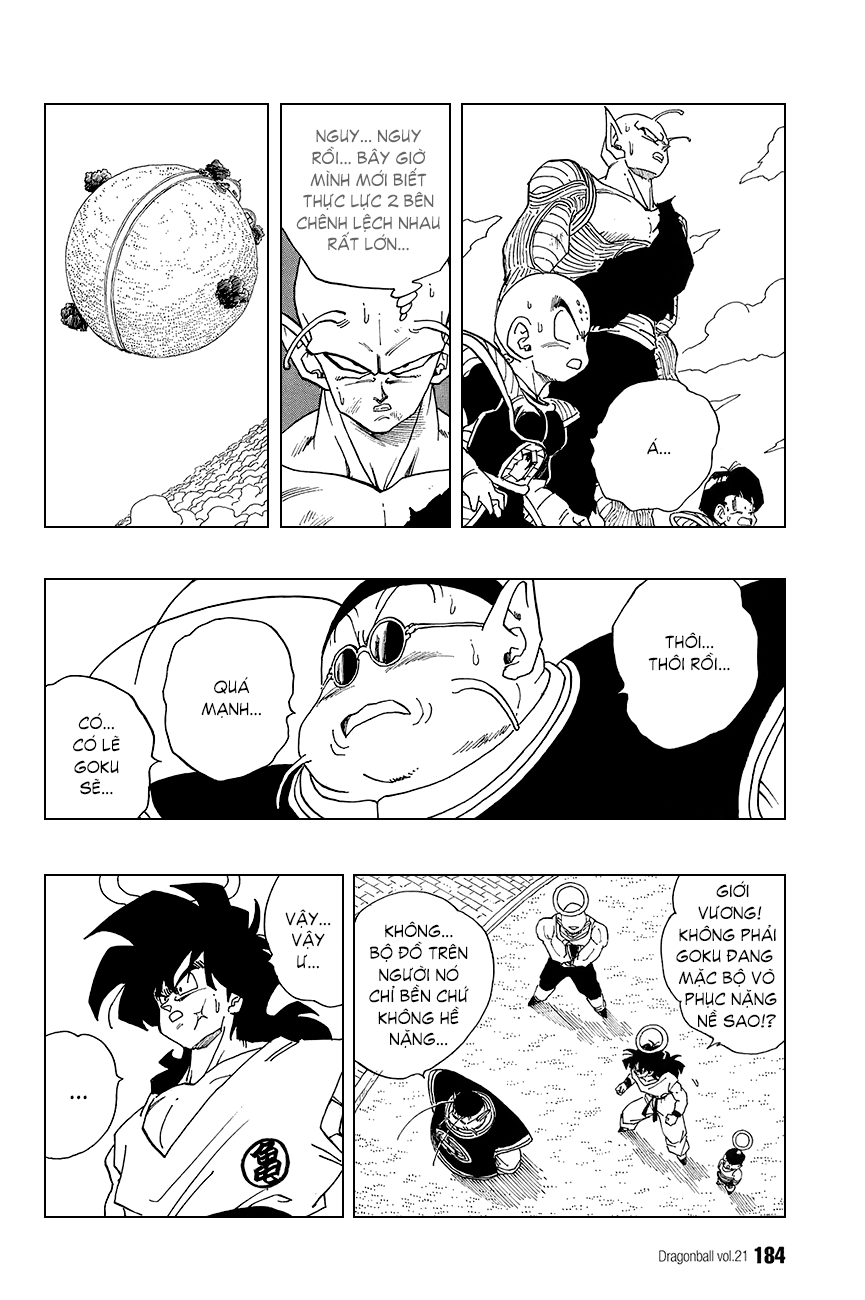 Á...
NGUY... NGUY
RỒI... BÂY GIỜ
MÌNH MỚI BIẾT
THỰC LỰC 2 BÊN
CHÊNH LỆCH NHAU
RẤT LỚN...
THÔI...
THÔI RỒI...
QUÁ
MẠNH...
CÓ...
CÓ LẼ
GOKU
SẼ...
GIỚI
VƯƠNG!
KHÔNG PHẢI
GOKU ĐANG
MẶC BỘ VÕ
PHỤC NẶNG
NỀ SAO!?
KHÔNG...
BỘ ĐỒ TRÊN
NGƯỜI NÓ
CHỈ BỀN CHỨ
KHÔNG HỀ
NẶNG...
VẬY...
VẬY
Ư...
...
亀
Dragonball vol.21 184